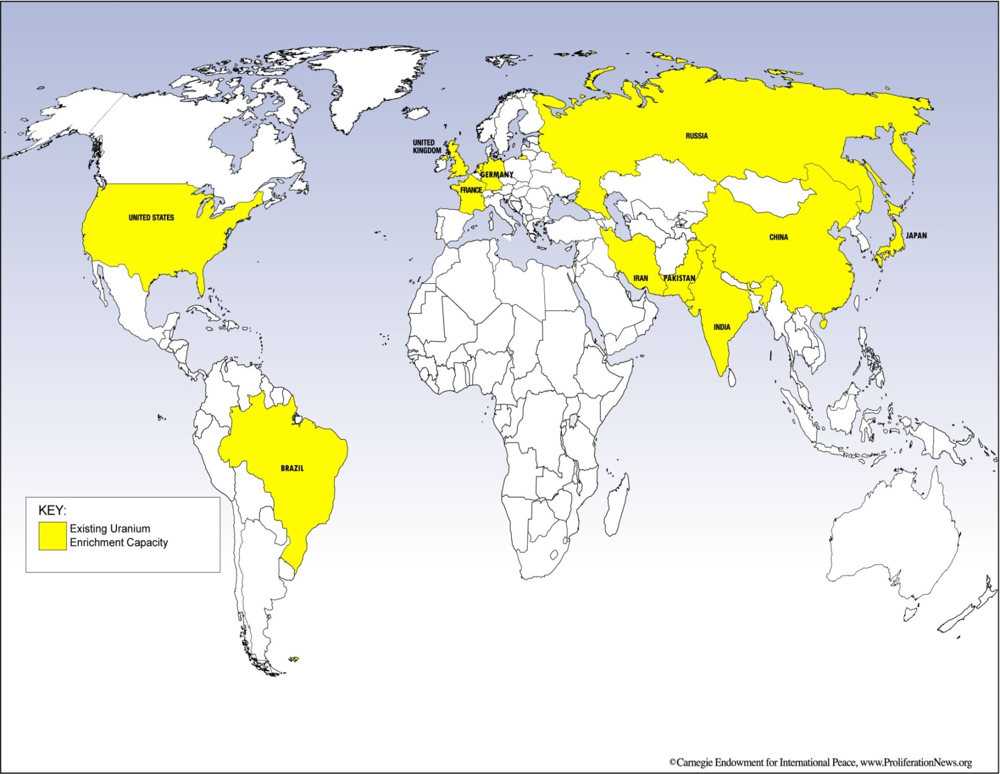 UNITED
KINGDOM
RUSSIA
GERMANY
FRANCE
UNITED STATES
CHINA
JAPAN
IRAN
PAKISTAN
INDIA
BRAZIL
KEY:
Existing Uranium
Enrichment Capacity
©Carnegie Endowment for International Peace, www.ProliferationNews.org